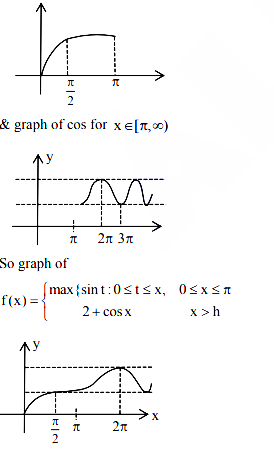 π/2 π
& graph of cos for x∈[π,∞)
y
π 2π 3π
So graph of
f(x) = { max{sin t : 0 ≤ t ≤ x, 0 ≤ x ≤ π
2 + cos x x > h
y
π/2 π 2π x